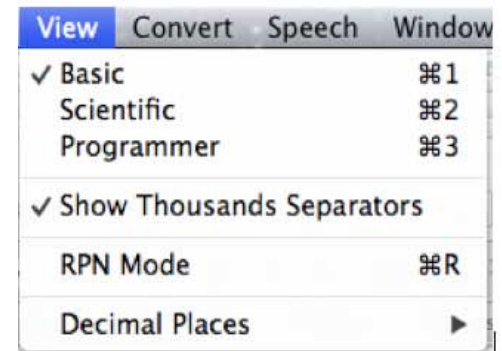 View Convert Speech Window
✓ Basic ⌘1
Scientific ⌘2
Programmer ⌘3
✓ Show Thousands Separators
RPN Mode ⌘R
Decimal Places ▶